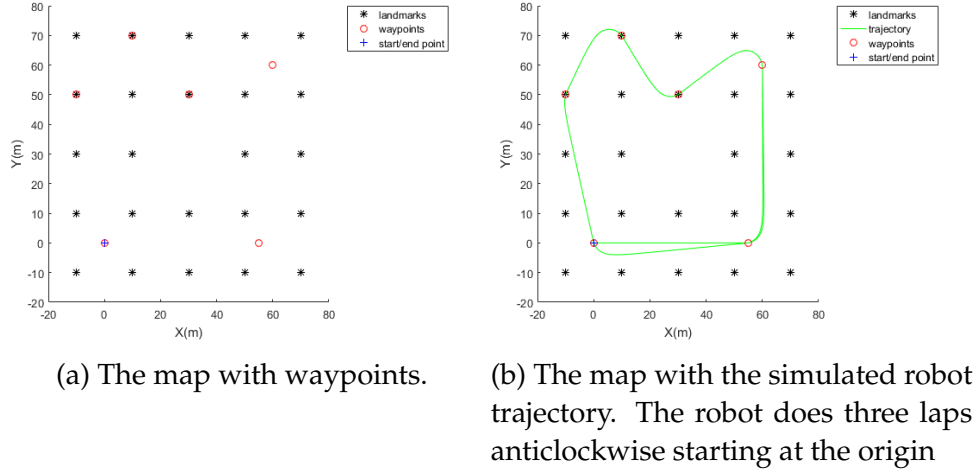 landmarks
waypoints
start/end point
80
70
60
50
40
30
20
10
0
-10
-20
Y(m)
-20 0 20 40 60 80
X(m)
landmarks
trajectory
waypoints
start/end point
80
70
60
50
40
30
20
10
0
-10
-20
Y(m)
-20 0 20 40 60 80
X(m)
(a) The map with waypoints.
(b) The map with the simulated robot
trajectory. The robot does three laps
anticlockwise starting at the origin